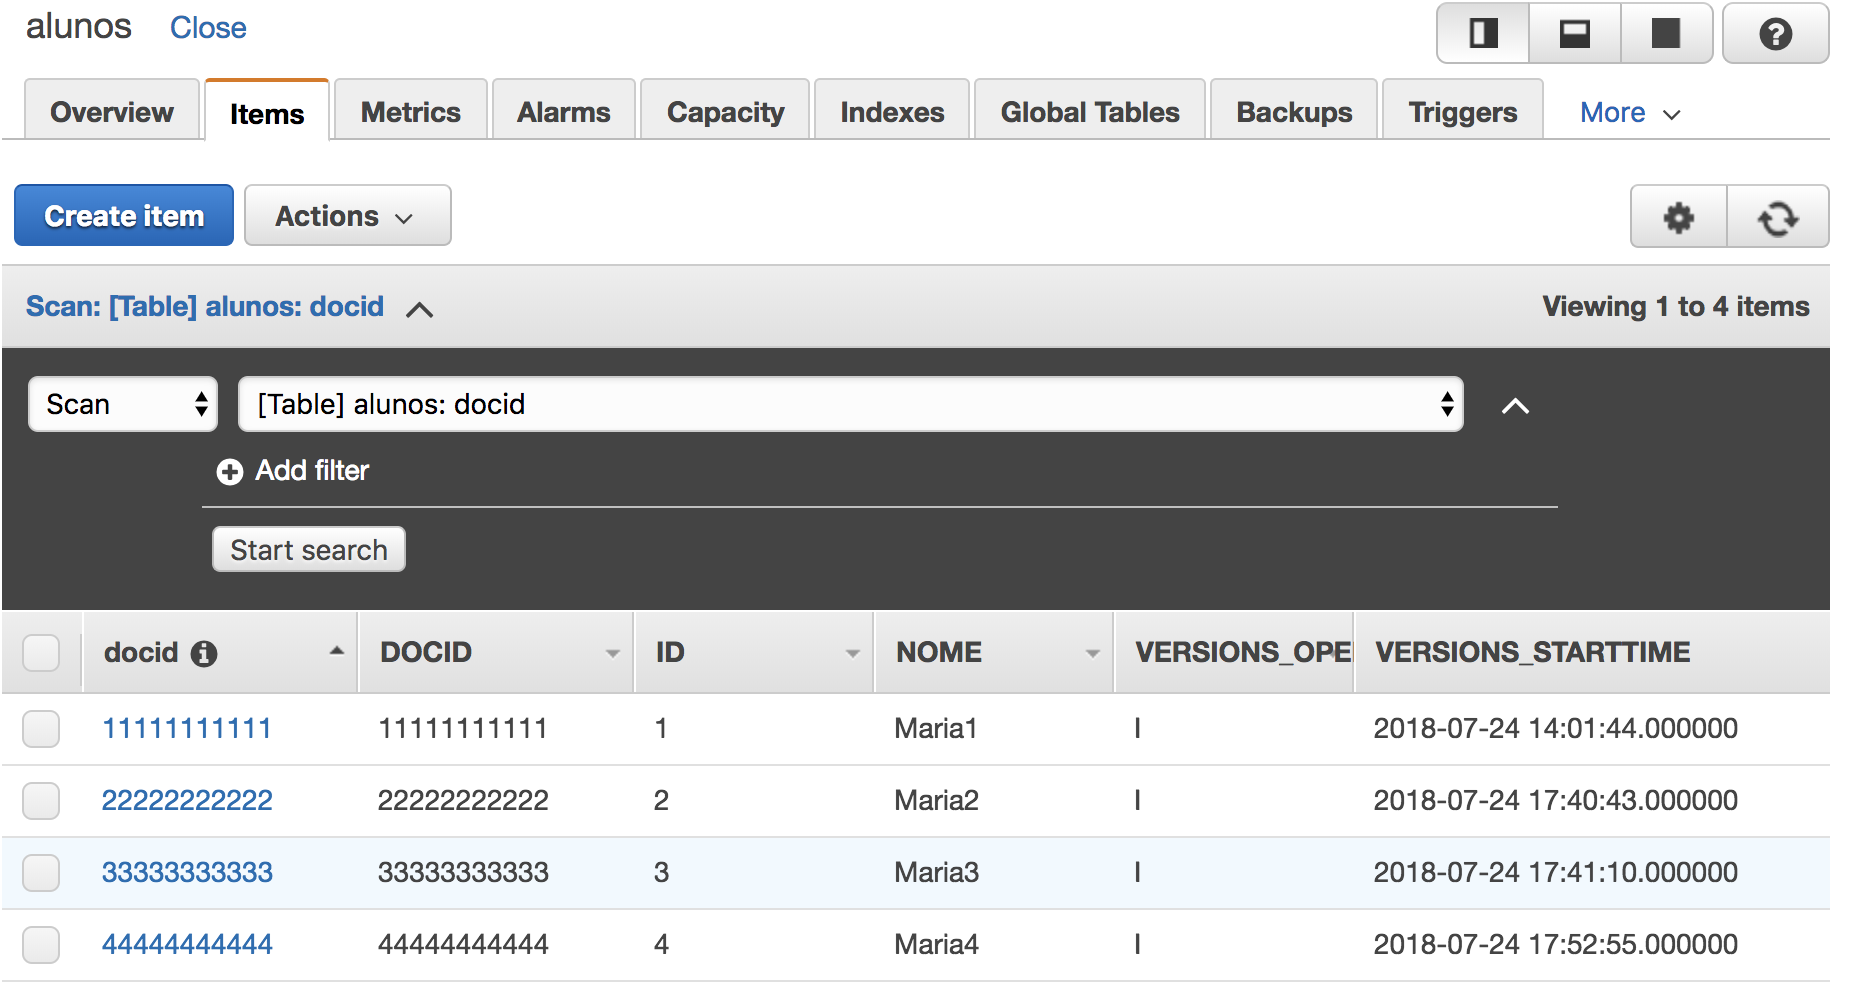 alunos Close
Overview Items Metrics Alarms Capacity Indexes Global Tables Backups Triggers More
Create item Actions
Scan: [Table] alunos: docid Viewing 1 to 4 items
Scan [Table] alunos: docid
Add filter
Start search
docid DOCID ID NOME VERSIONS_OPE VERSIONS_STARTTIME
11111111111 11111111111 1 Maria1 I 2018-07-24 14:01:44.000000
22222222222 22222222222 2 Maria2 I 2018-07-24 17:40:43.000000
33333333333 33333333333 3 Maria3 I 2018-07-24 17:41:10.000000
44444444444 44444444444 4 Maria4 I 2018-07-24 17:52:55.000000